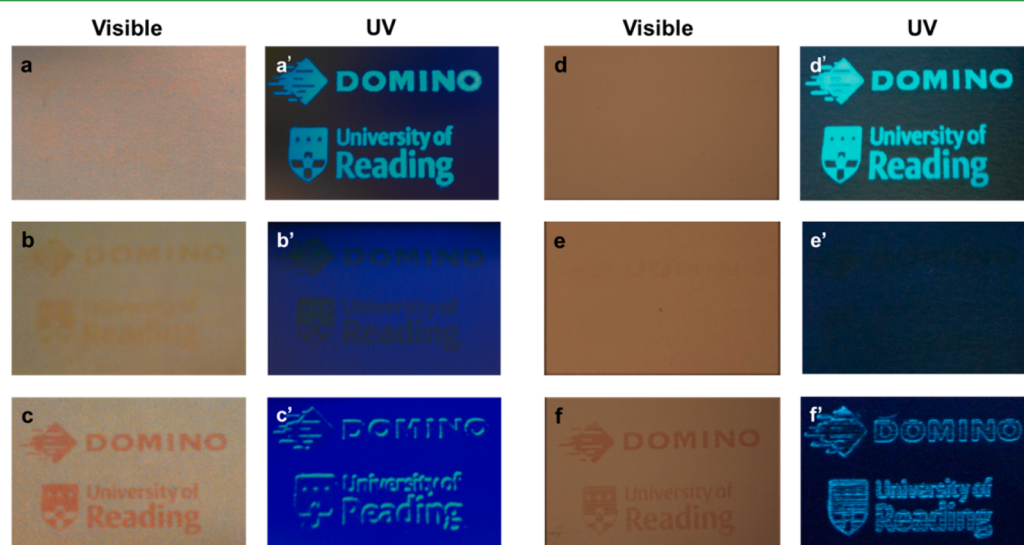 Visible UV Visible UV
a a' d d'
DOMINO DOMINO
University of University of
Reading Reading
b b' e e'
DOMINO DOMINO
University of University of
Reading Reading
c c' f f'
DOMINO DOMINO DOMINO DOMINO
University of University of University of University of
Reading Reading Reading Reading